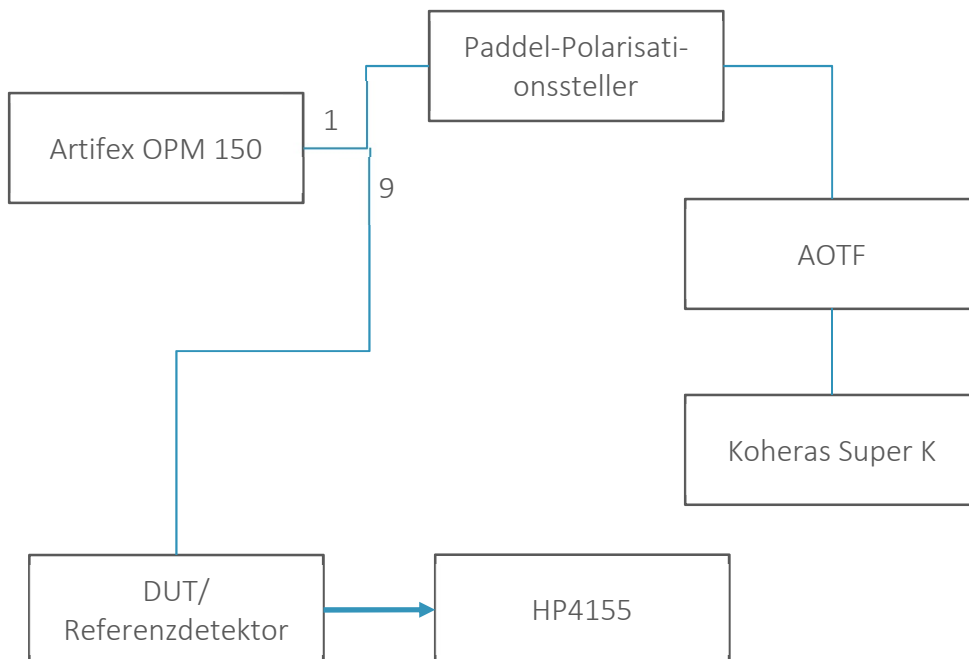 Paddel-Polarisati-
onssteller
1
Artifex OPM 150
9
AOTF
Koheras Super K
DUT/
Referenzdetektor
HP4155